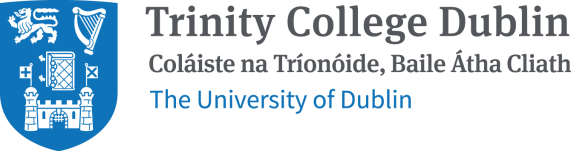 Trinity College Dublin
Coláiste na Tríonóide, Baile Átha Cliath
The University of Dublin